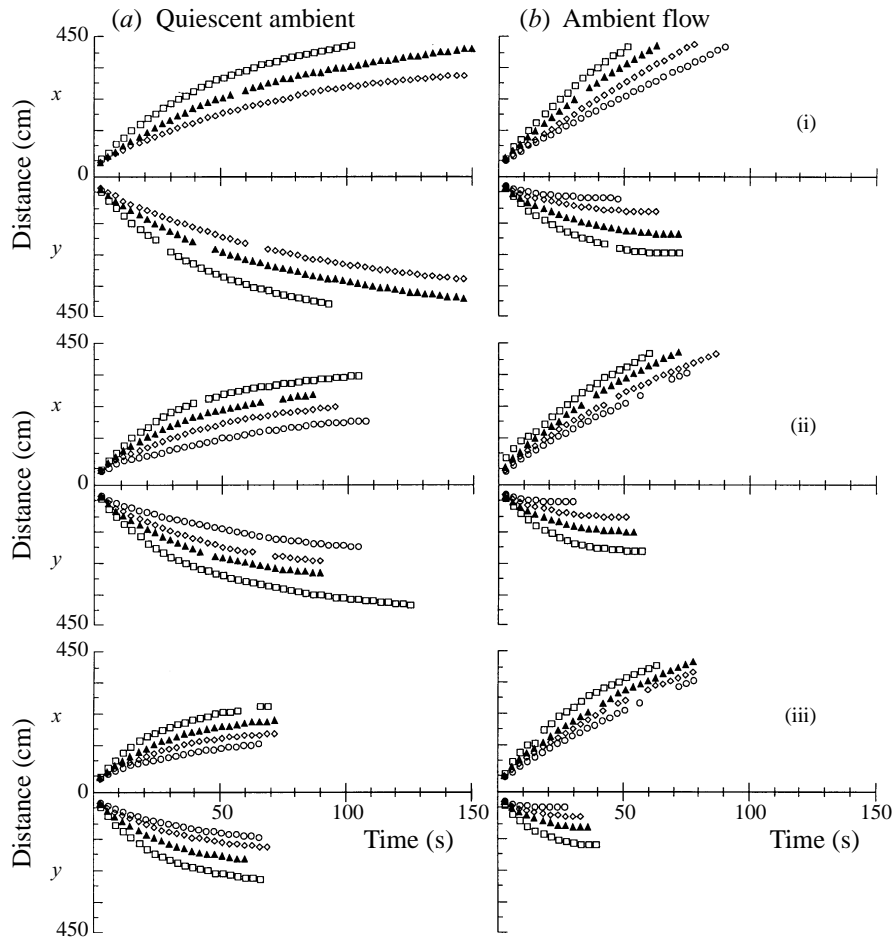 (a) Quiescent ambient
(b) Ambient flow
450
x
0
Distance (cm)
y
450
(i)
450
x
0
Distance (cm)
y
450
(ii)
450
x
0
Distance (cm)
y
450
50
100
150
Time (s)
50
100
150
Time (s)
(iii)